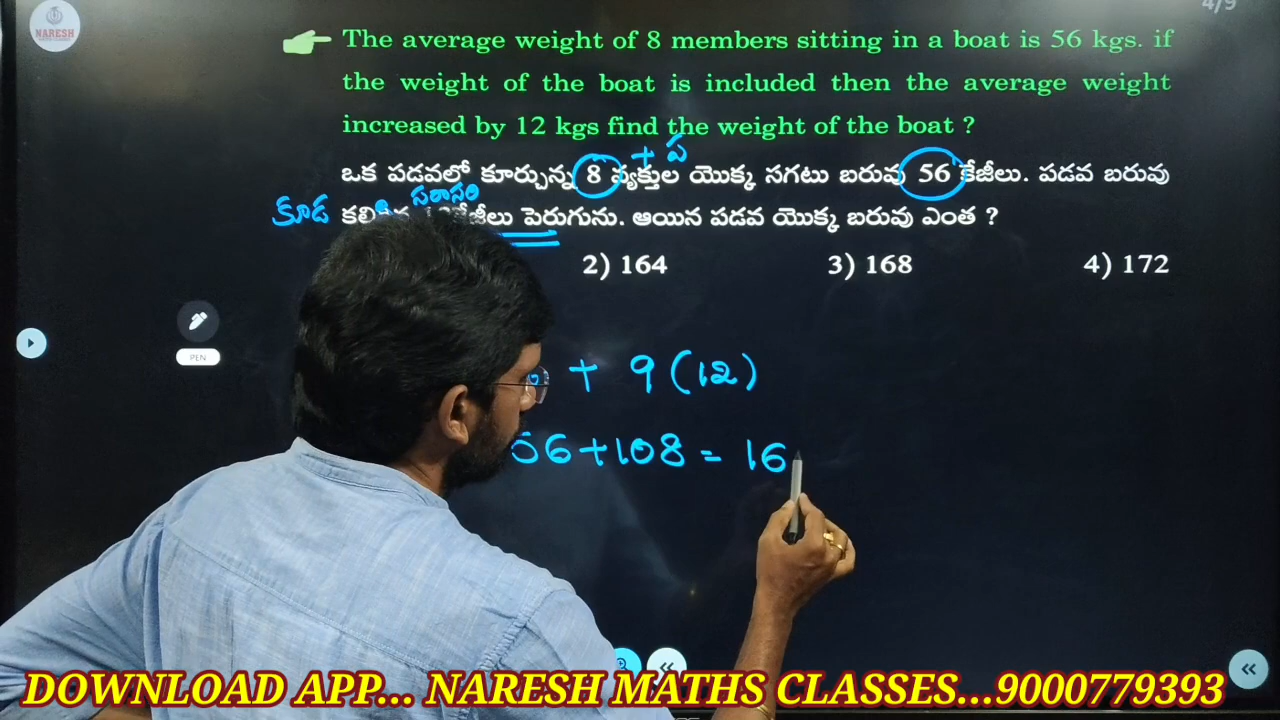 4/9
NARESH
The average weight of 8 members sitting in a boat is 56 kgs. if
the weight of the boat is included then the average weight
increased by 12 kgs find the weight of the boat ?
+ ప
ఒక పడవలో కూర్చున్న 8 వ్యక్తుల యొక్క సగటు బరువు 56 కేజీలు. పడవ బరువు
సరాసరి
కూడ పెరుగును. ఆయిన పడవ యొక్క బరువు ఎంత ?
2) 164 3) 168 4) 172
PEN
+ 9 (12)
56+108 = 16
DOWNLOAD APP... NARESH MATHS CLASSES...9000779393